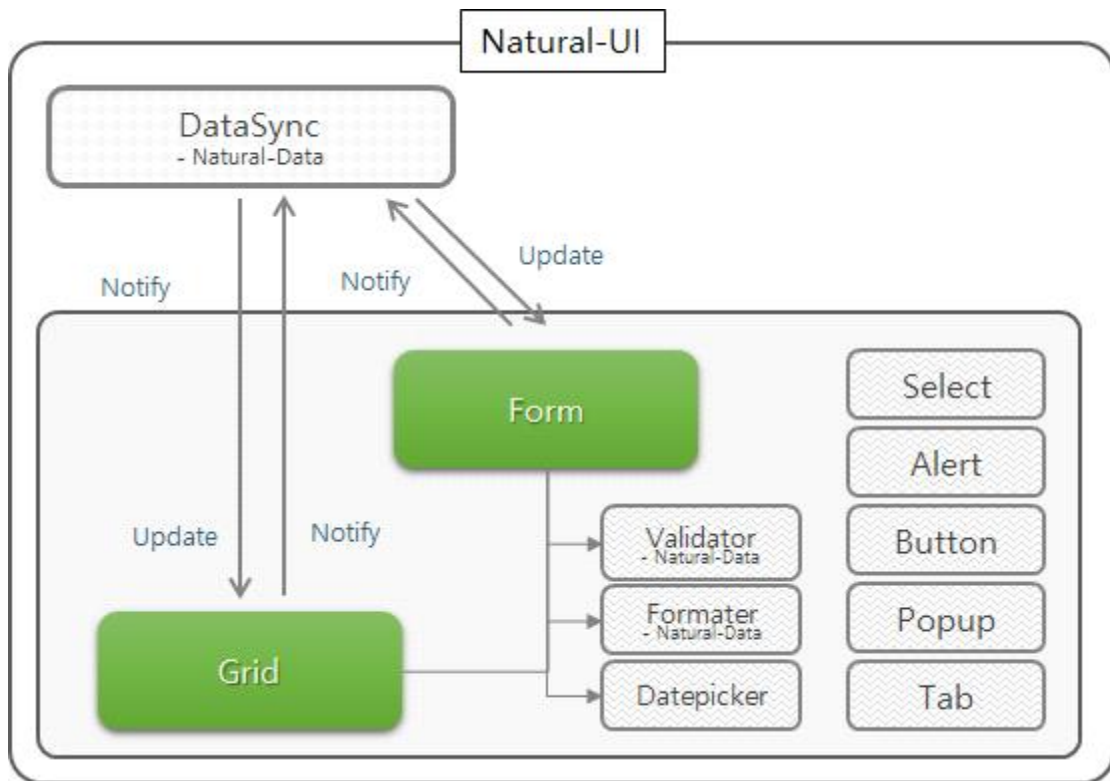 Natural-UI
DataSync
- Natural-Data
Update
Notify
Notify
Form
Select
Alert
Update
Notify
Validator
- Natural-Data
Button
Formater
- Natural-Data
Popup
Grid
Datepicker
Tab